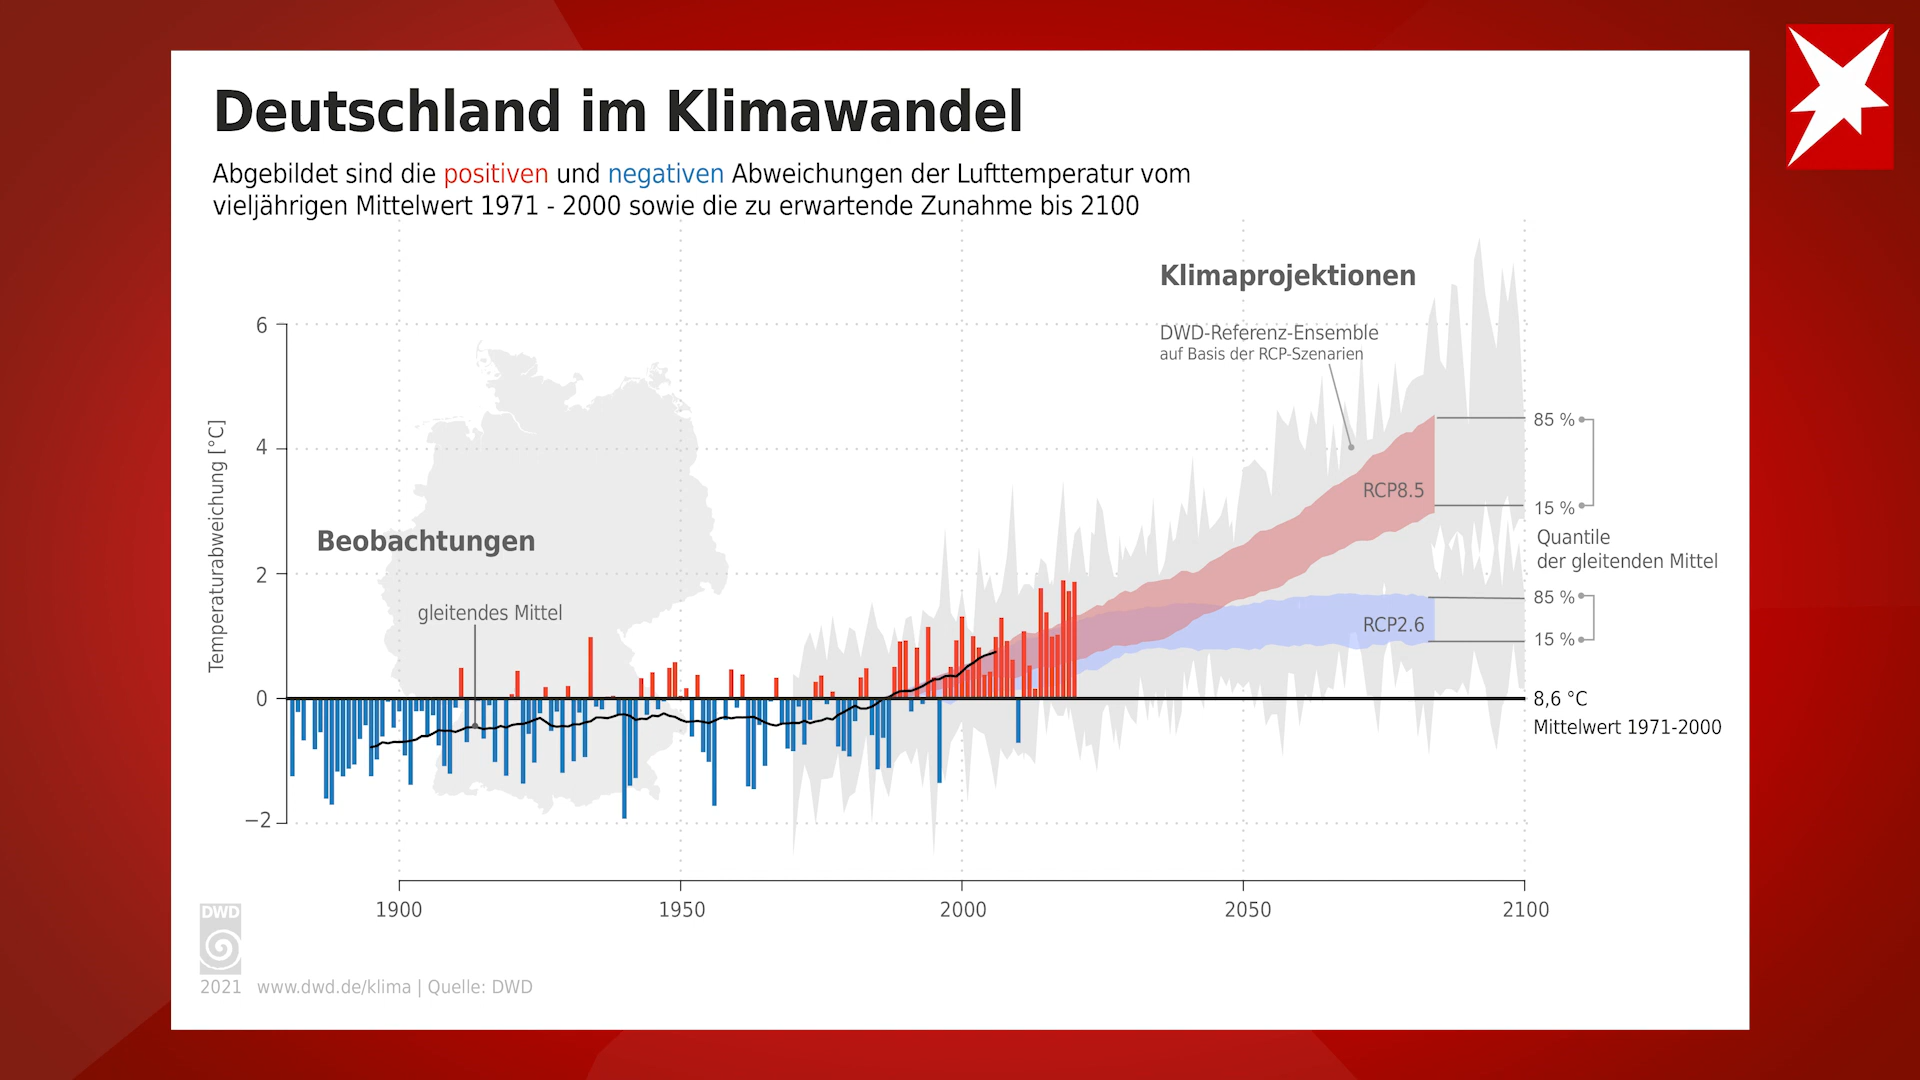 Deutschland im Klimawandel
Abgebildet sind die positiven und negativen Abweichungen der Lufttemperatur vom
vieljährigen Mittelwert 1971 - 2000 sowie die zu erwartende Zunahme bis 2100
Klimaprojektionen
DWD-Referenz-Ensemble
auf Basis der RCP-Szenarien
Temperaturabweichung [°C]
6
4
2
0
−2
Beobachtungen
gleitendes Mittel
RCP8.5
RCP2.6
85 %
15 %
Quantile
der gleitenden Mittel
85 %
15 %
8,6 °C
Mittelwert 1971-2000
1900
1950
2000
2050
2100
DWD
2021 www.dwd.de/klima | Quelle: DWD